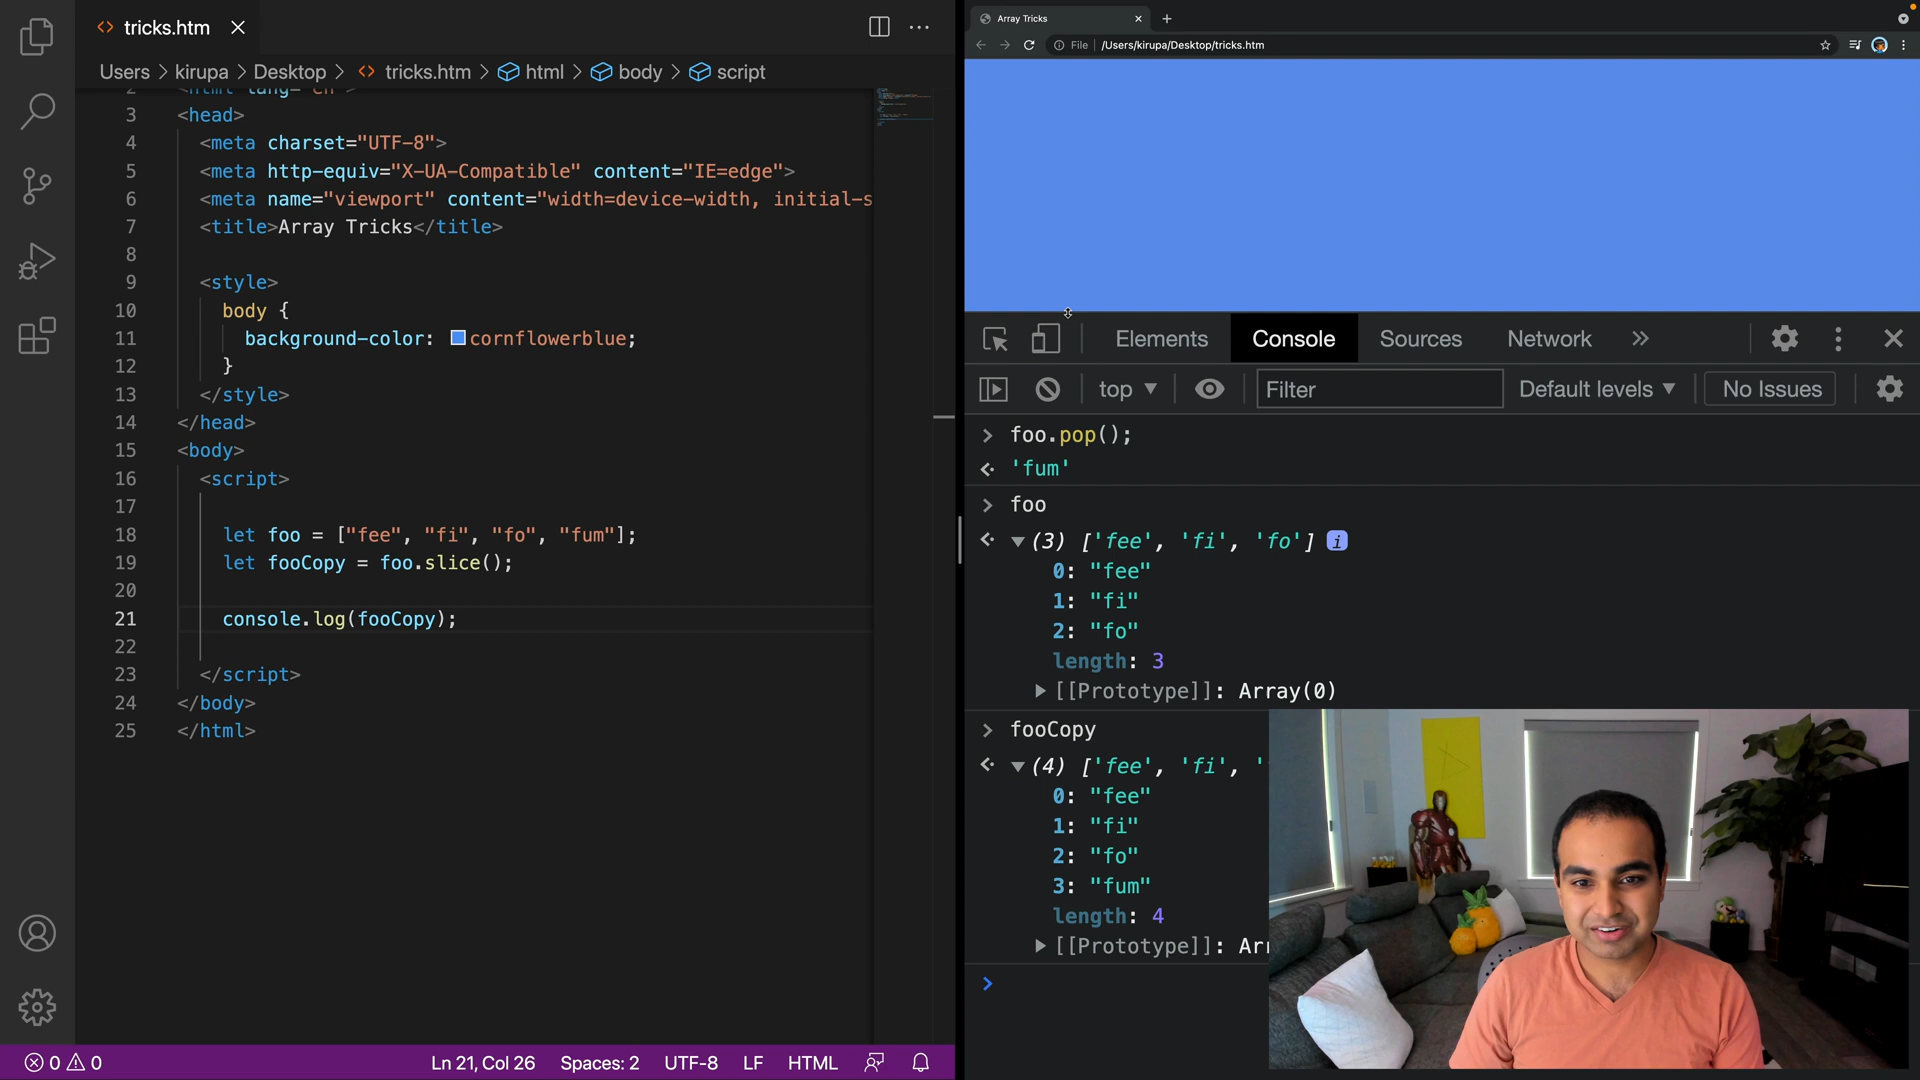 tricks.htm
Users > kirupa > Desktop > tricks.htm > html > body > script
2 <html lang="en">
3 <head>
4 <meta charset="UTF-8">
5 <meta http-equiv="X-UA-Compatible" content="IE=edge">
6 <meta name="viewport" content="width=device-width, initial-s
7 <title>Array Tricks</title>
8
9 <style>
10 body {
11 background-color: cornflowerblue;
12 }
13 </style>
14 </head>
15 <body>
16 <script>
17
18 let foo = ["fee", "fi", "fo", "fum"];
19 let fooCopy = foo.slice();
20
21 console.log(fooCopy);
22
23 </script>
24 </body>
25 </html>
0 0 Ln 21, Col 26 Spaces: 2 UTF-8 LF HTML
Array Tricks
File | /Users/kirupa/Desktop/tricks.htm
Elements Console Sources Network »
top ▼ Filter Default levels ▼ No Issues
> foo.pop();
'fum'
> foo
(3) ['fee', 'fi', 'fo'] i
0: "fee"
1: "fi"
2: "fo"
length: 3
[[Prototype]]: Array(0)
> fooCopy
(4) ['fee', 'fi', '
0: "fee"
1: "fi"
2: "fo"
3: "fum"
length: 4
[[Prototype]]: Arr
>